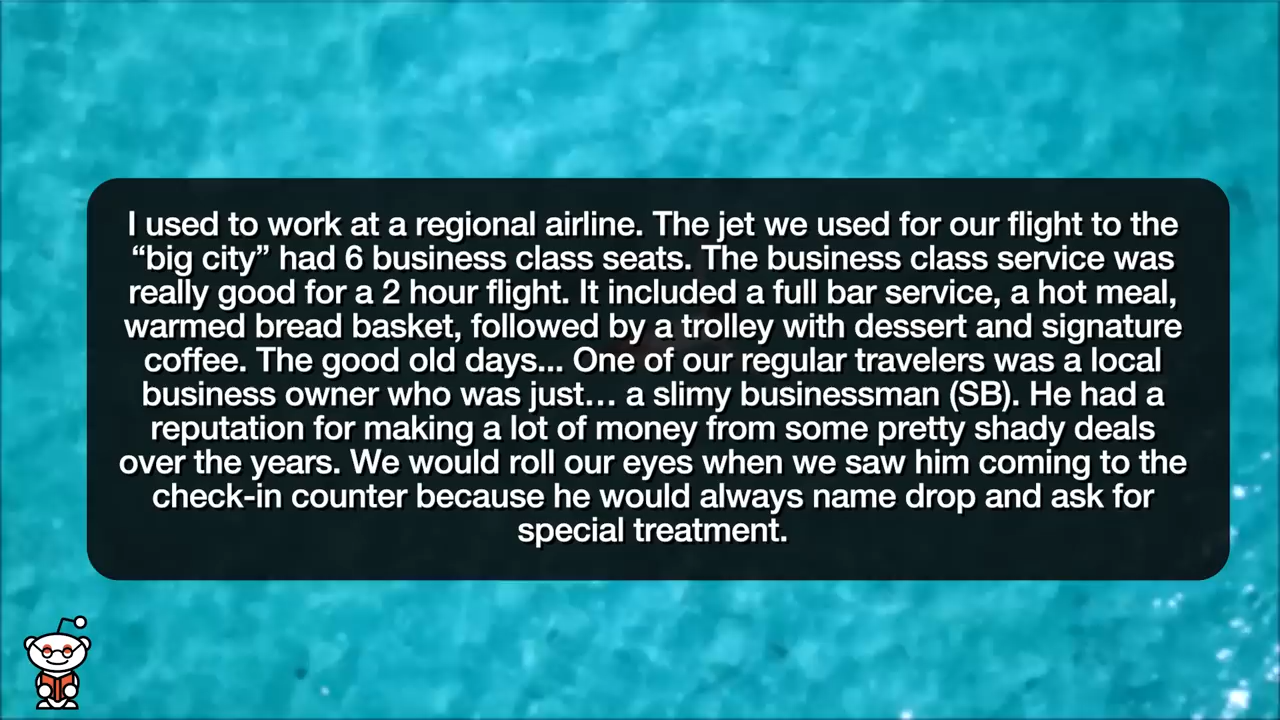 I used to work at a regional airline. The jet we used for our flight to the
“big city” had 6 business class seats. The business class service was
really good for a 2 hour flight. It included a full bar service, a hot meal,
warmed bread basket, followed by a trolley with dessert and signature
coffee. The good old days... One of our regular travelers was a local
business owner who was just… a slimy businessman (SB). He had a
reputation for making a lot of money from some pretty shady deals
over the years. We would roll our eyes when we saw him coming to the
check-in counter because he would always name drop and ask for
special treatment.